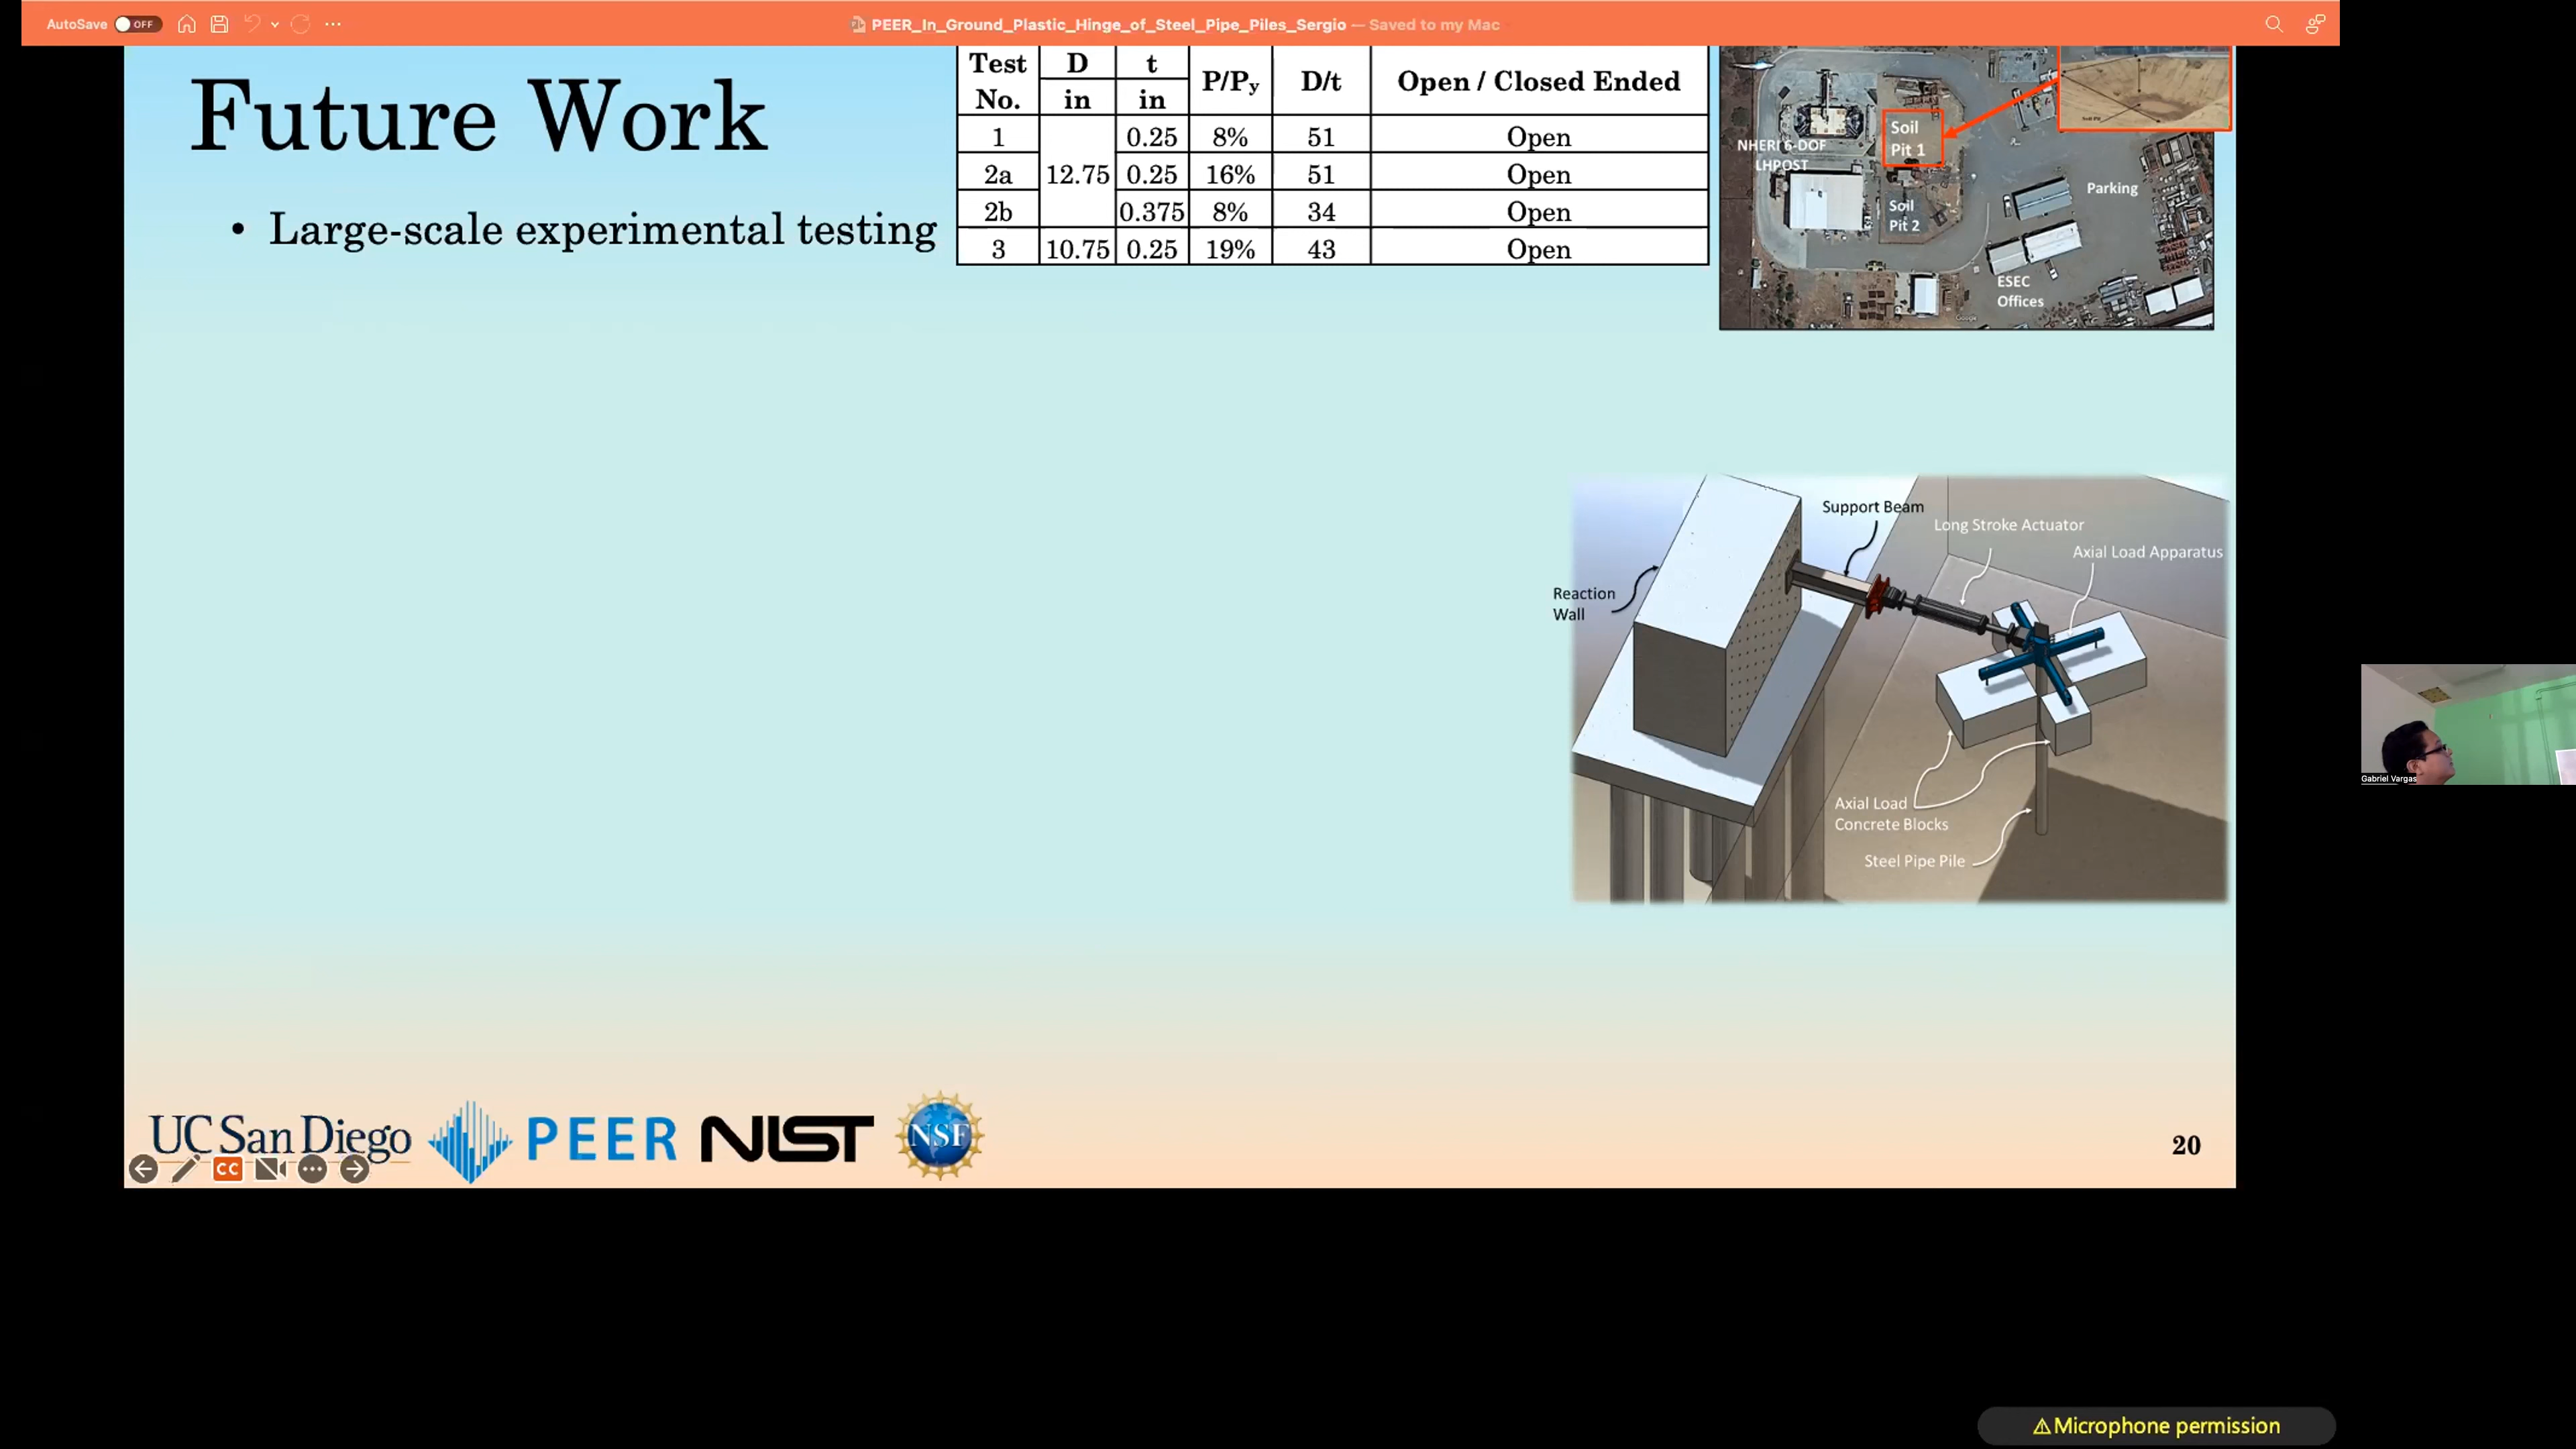 AutoSave OFF
PEER_In_Ground_Plastic_Hinge_of_Steel_Pipe_Piles_Sergio — Saved to my Mac
Future Work
• Large-scale experimental testing
Test No. D in t in P/Py D/t Open / Closed Ended
1 12.75 0.25 8% 51 Open
2a 0.25 16% 51 Open
2b 0.375 8% 34 Open
3 10.75 0.25 19% 43 Open
NHERI 6-DOF
LHPOST
Soil
Pit 1
Soil
Pit 2
Parking
ESEC
Offices
Google
Support Beam
Long Stroke Actuator
Axial Load Apparatus
Reaction
Wall
Axial Load
Concrete Blocks
Steel Pipe Pile
Gabriel Vargas
UC San Diego PEER NIST NSF
CC
20
⚠Microphone permission